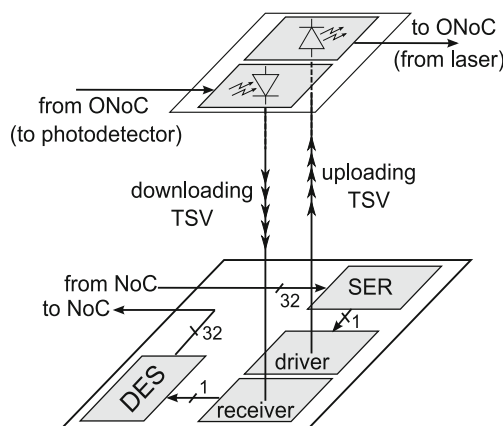 to ONoC
(from laser)
from ONoC
(to photodetector)
downloading
TSV
uploading
TSV
from NoC
to NoC
32
SER
1
32
driver
DES
1
receiver